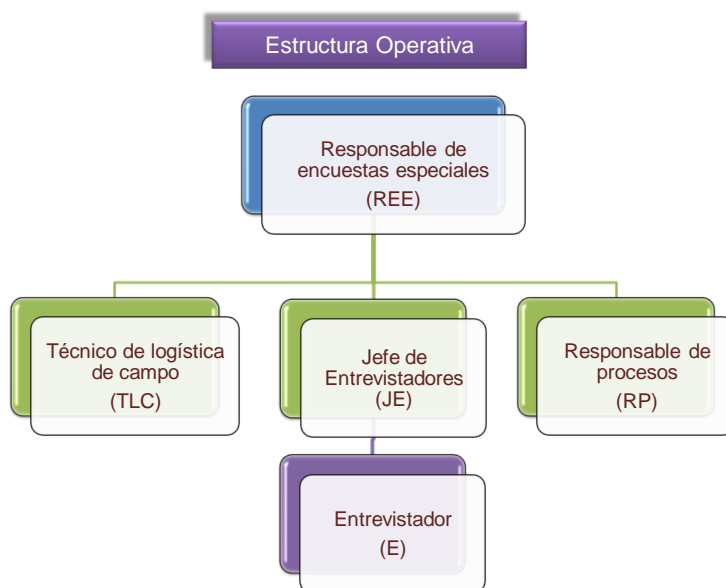 Estructura Operativa
Responsable de
encuestas especiales
(REE)
Técnico de logística
de campo
(TLC)
Jefe de
Entrevistadores
(JE)
Responsable de
procesos
(RP)
Entrevistador
(E)